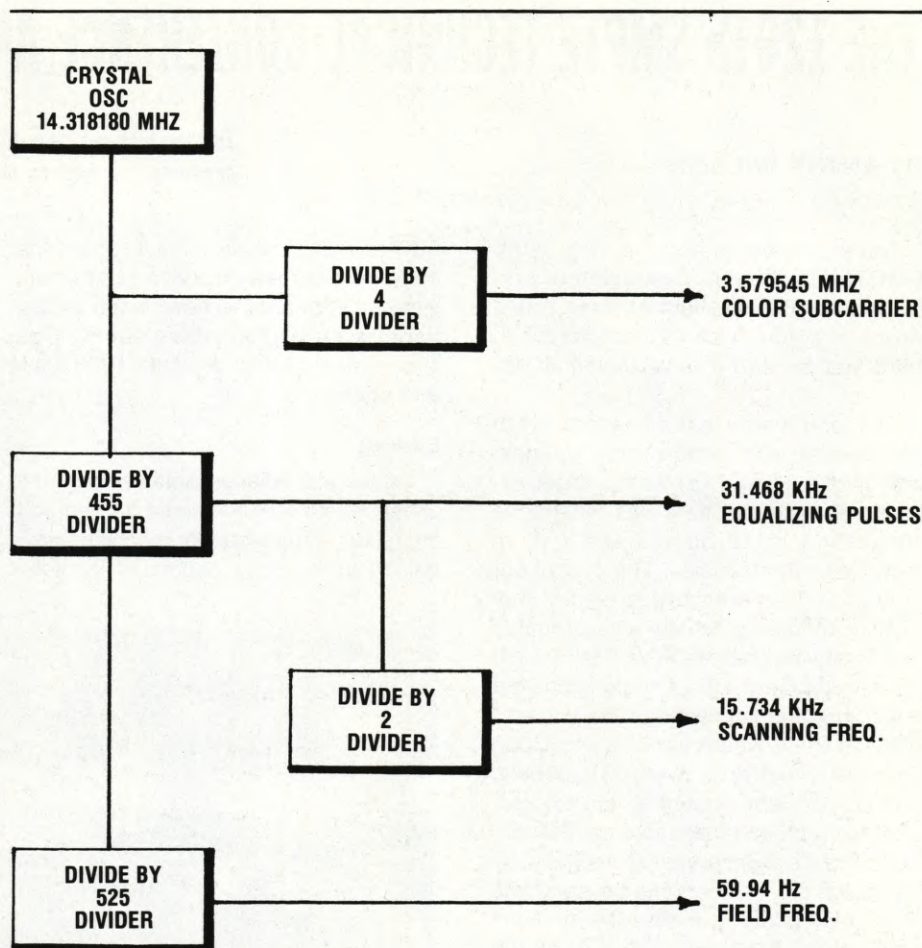 CRYSTAL
OSC
14.318180 MHZ
DIVIDE BY
4
DIVIDER
3.579545 MHZ
COLOR SUBCARRIER
DIVIDE BY
455
DIVIDER
31.468 KHz
EQUALIZING PULSES
DIVIDE BY
2
DIVIDER
15.734 KHz
SCANNING FREQ.
DIVIDE BY
525
DIVIDER
59.94 Hz
FIELD FREQ.